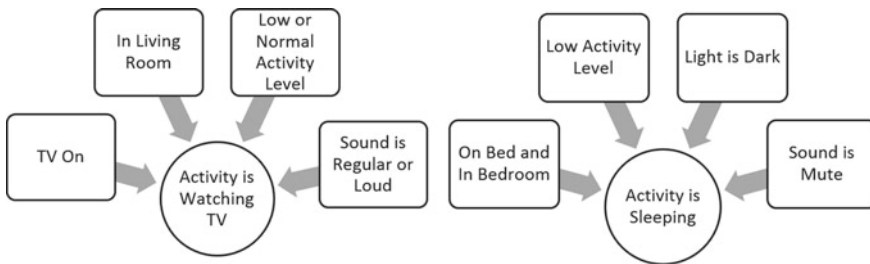 TV On
In Living
Room
Low or
Normal
Activity
Level
Sound is
Regular or
Loud
Activity is
Watching
TV
On Bed and
In Bedroom
Low Activity
Level
Light is Dark
Sound is
Mute
Activity is
Sleeping